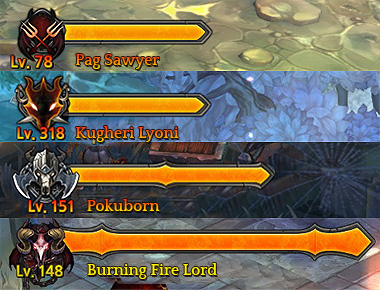 Lv. 78 Pag Sawyer
Lv. 318 Kugheri Lyoni
Lv. 151 Pokuborn
Lv. 148 Burning Fire Lord